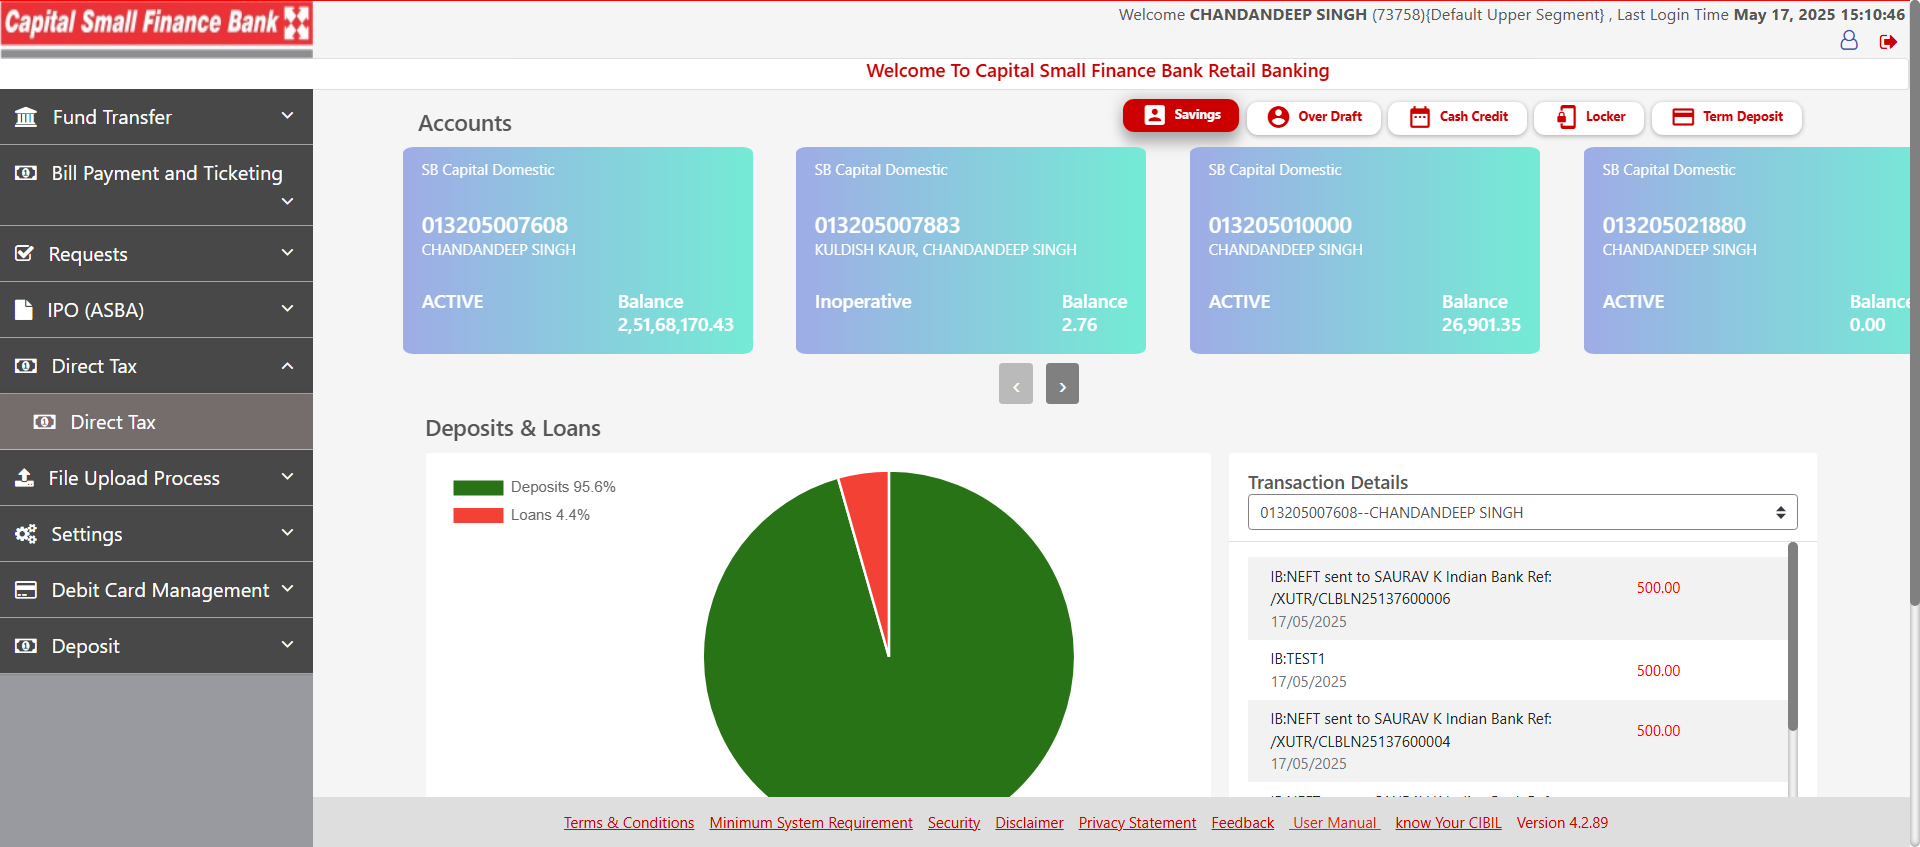 Capital Small Finance Bank
Welcome CHANDANDEEP SINGH (73758){Default Upper Segment} , Last Login Time May 17, 2025 15:10:46
Welcome To Capital Small Finance Bank Retail Banking
Fund Transfer
Bill Payment and Ticketing
Requests
IPO (ASBA)
Direct Tax
Direct Tax
File Upload Process
Settings
Debit Card Management
Deposit
Accounts
Savings
Over Draft
Cash Credit
Locker
Term Deposit
SB Capital Domestic
013205007608
CHANDANDEEP SINGH
ACTIVE
Balance
2,51,68,170.43
SB Capital Domestic
013205007883
KULDISH KAUR, CHANDANDEEP SINGH
Inoperative
Balance
2.76
SB Capital Domestic
013205010000
CHANDANDEEP SINGH
ACTIVE
Balance
26,901.35
SB Capital Domestic
013205021880
CHANDANDEEP SINGH
ACTIVE
Balance
0.00
‹ ›
Deposits & Loans
Deposits 95.6%
Loans 4.4%
Transaction Details
013205007608--CHANDANDEEP SINGH
IB:NEFT sent to SAURAV K Indian Bank Ref:
/XUTR/CLBLN25137600006
17/05/2025
500.00
IB:TEST1
17/05/2025
500.00
IB:NEFT sent to SAURAV K Indian Bank Ref:
/XUTR/CLBLN25137600004
17/05/2025
500.00
Terms & Conditions Minimum System Requirement Security Disclaimer Privacy Statement Feedback User Manual know Your CIBIL Version 4.2.89